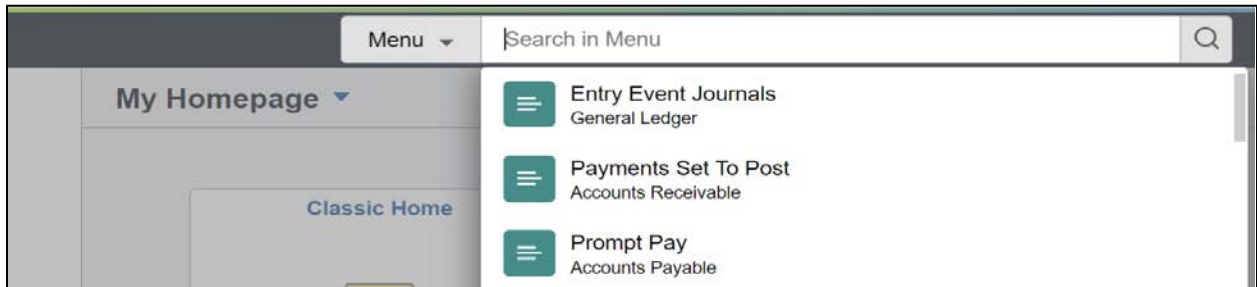 Menu
Search in Menu
My Homepage
Entry Event Journals
General Ledger
Payments Set To Post
Accounts Receivable
Classic Home
Prompt Pay
Accounts Payable